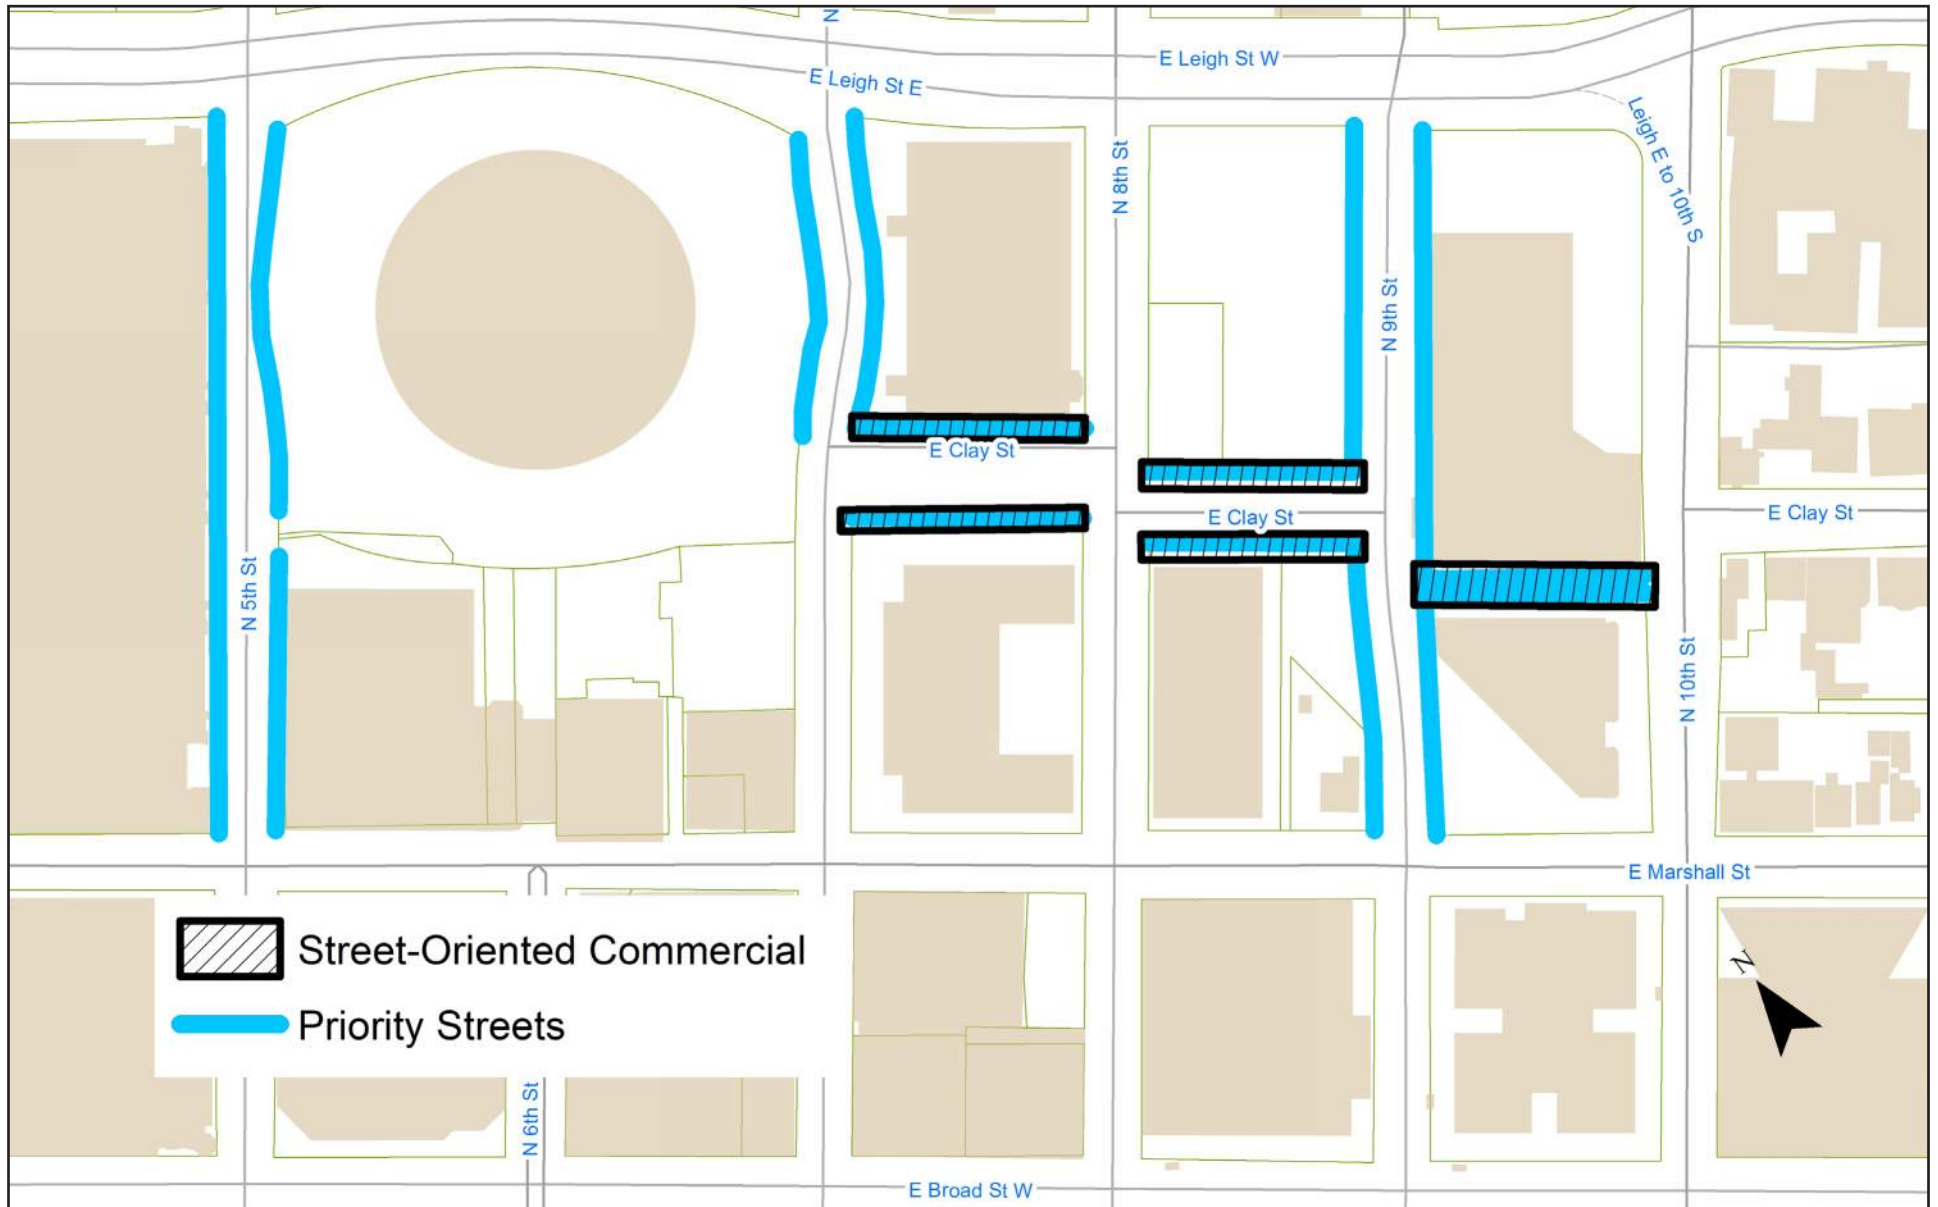 N
E Leigh St W
E Leigh St E
Leigh E to 10th S
N 8th St
N 9th St
E Clay St
E Clay St
E Clay St
N 5th St
N 10th St
E Marshall St
Street-Oriented Commercial
Priority Streets
N
N 6th St
E Broad St W